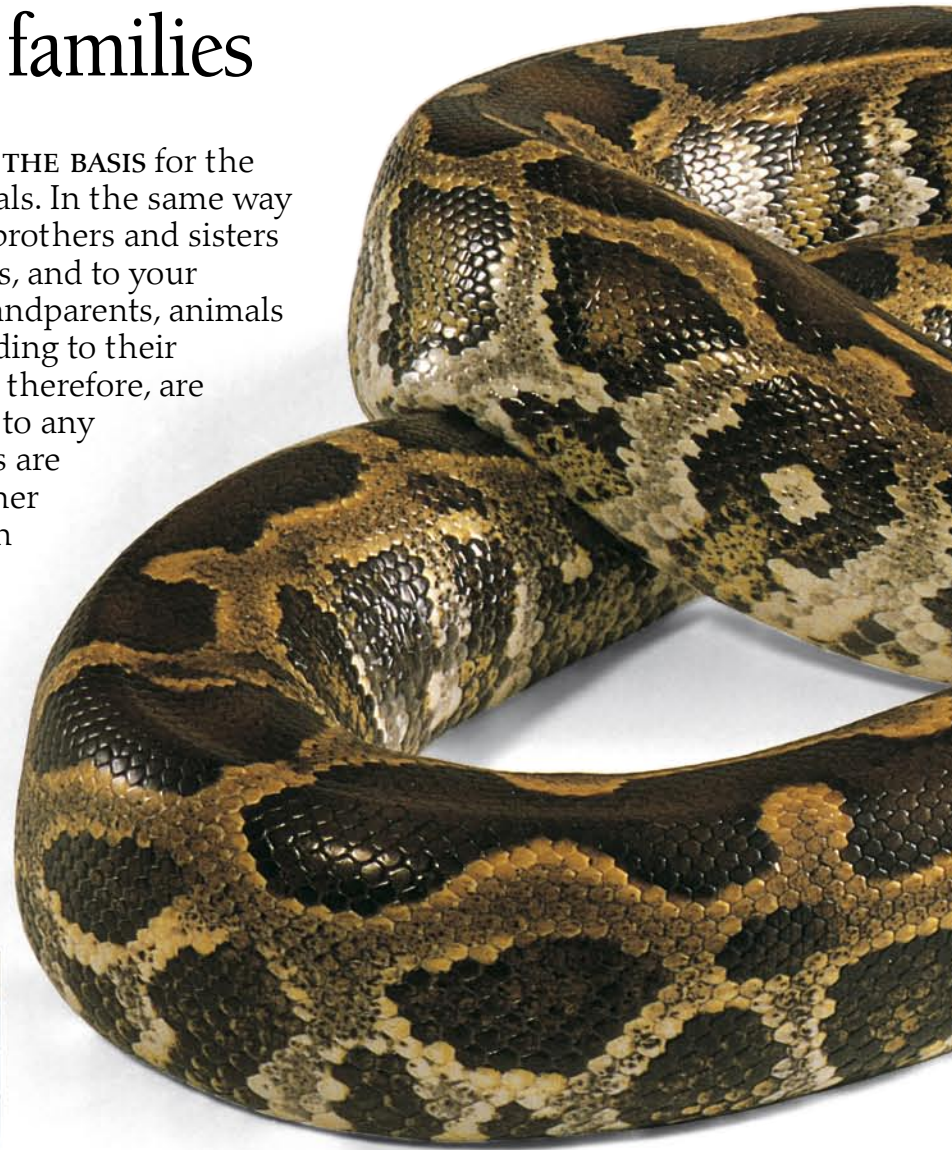 families
THE BASIS for the
als. In the same way
brothers and sisters
s, and to your
andparents, animals
ding to their
therefore, are
to any
s are
her
n